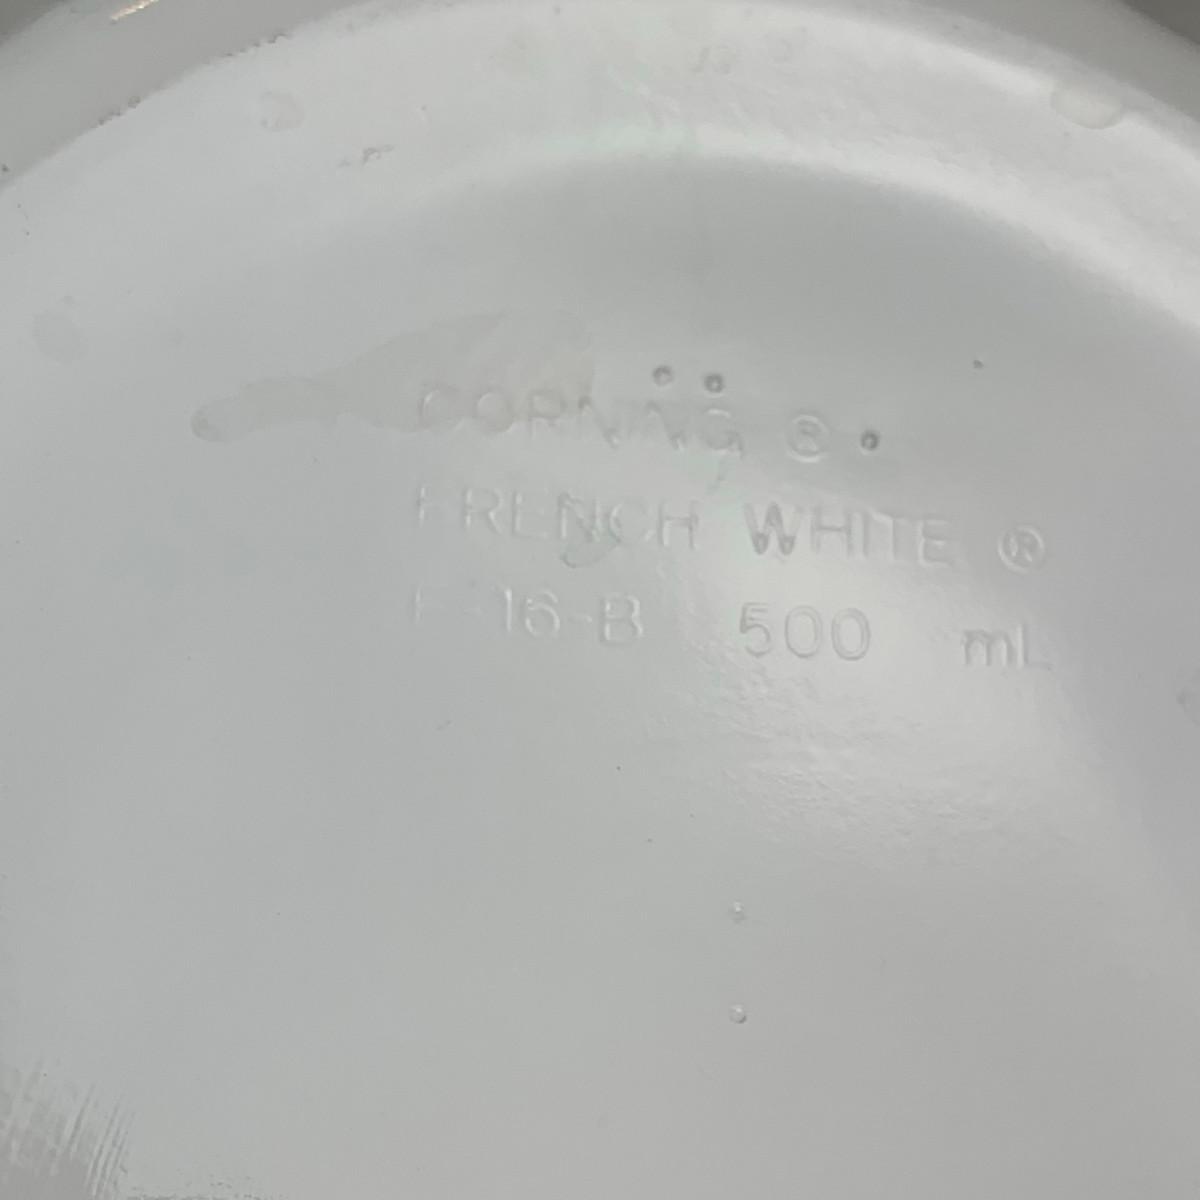 CORNING ®
FRENCH WHITE ®
F-16-B 500 mL